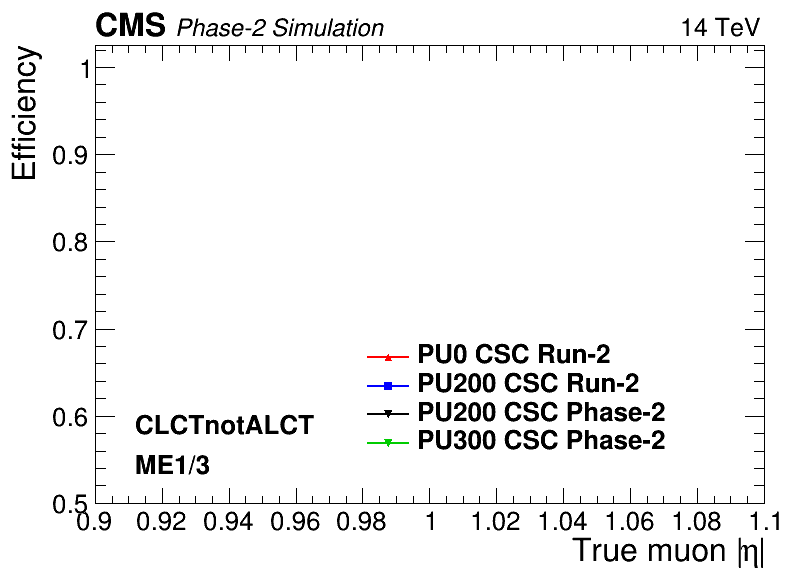 CMS Phase-2 Simulation 14 TeV
Efficiency
1
0.9
0.8
0.7
0.6
0.5
PU0 CSC Run-2
PU200 CSC Run-2
PU200 CSC Phase-2
PU300 CSC Phase-2
CLCTnotALCT
ME1/3
0.9 0.92 0.94 0.96 0.98 1 1.02 1.04 1.06 1.08 1.1
True muon |η|